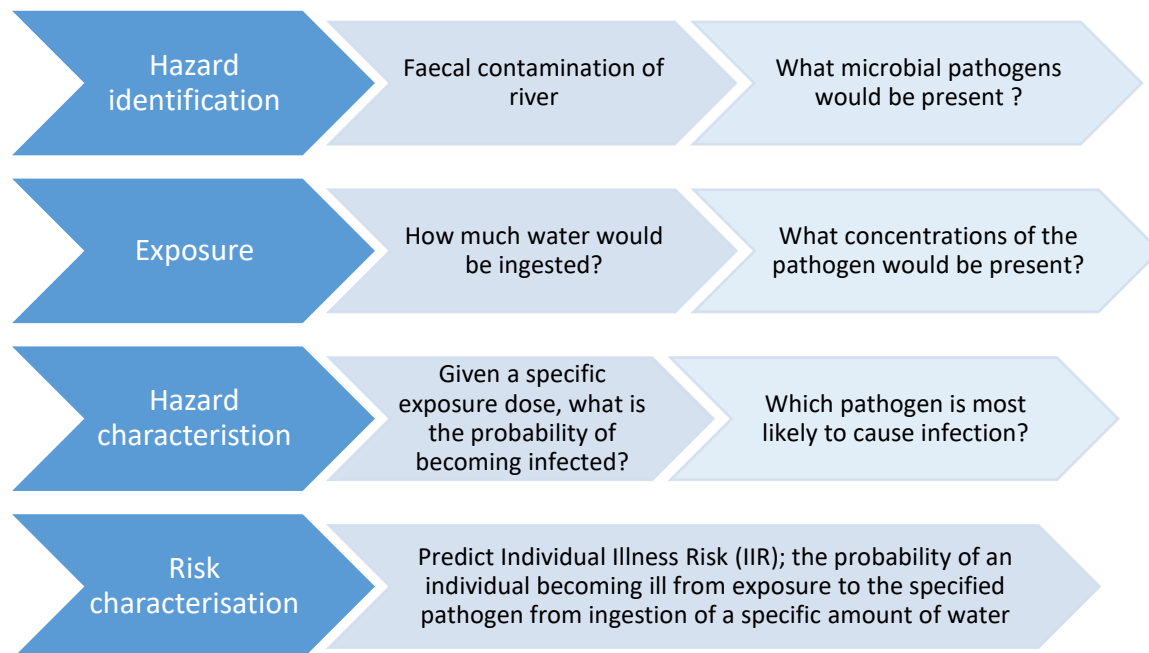 Hazard
identification
Faecal contamination of
river
What microbial pathogens
would be present ?
Exposure
How much water would
be ingested?
What concentrations of the
pathogen would be present?
Hazard
characteristion
Given a specific
exposure dose, what is
the probability of
becoming infected?
Which pathogen is most
likely to cause infection?
Risk
characterisation
Predict Individual Illness Risk (IIR); the probability of an
individual becoming ill from exposure to the specified
pathogen from ingestion of a specific amount of water